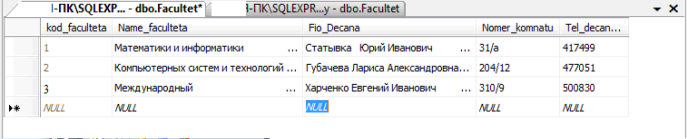 І-ПК\SQLEXPR... - dbo.Facultet* З-ПК\SQLEXPR...y - dbo.Facultet
kod_faculteta Name_faculteta Fio_Decana Nomer_komnatu Tel_decan...
1 Математики и информатики ... Статывка Юрий Иванович ... 31/а 417499
2 Компьютерных систем и технологий ... Губачева Лариса Александровна... 204/12 477051
3 Международный ... Харченко Евгений Иванович ... 310/9 500830
NULL NULL NULL NULL NULL